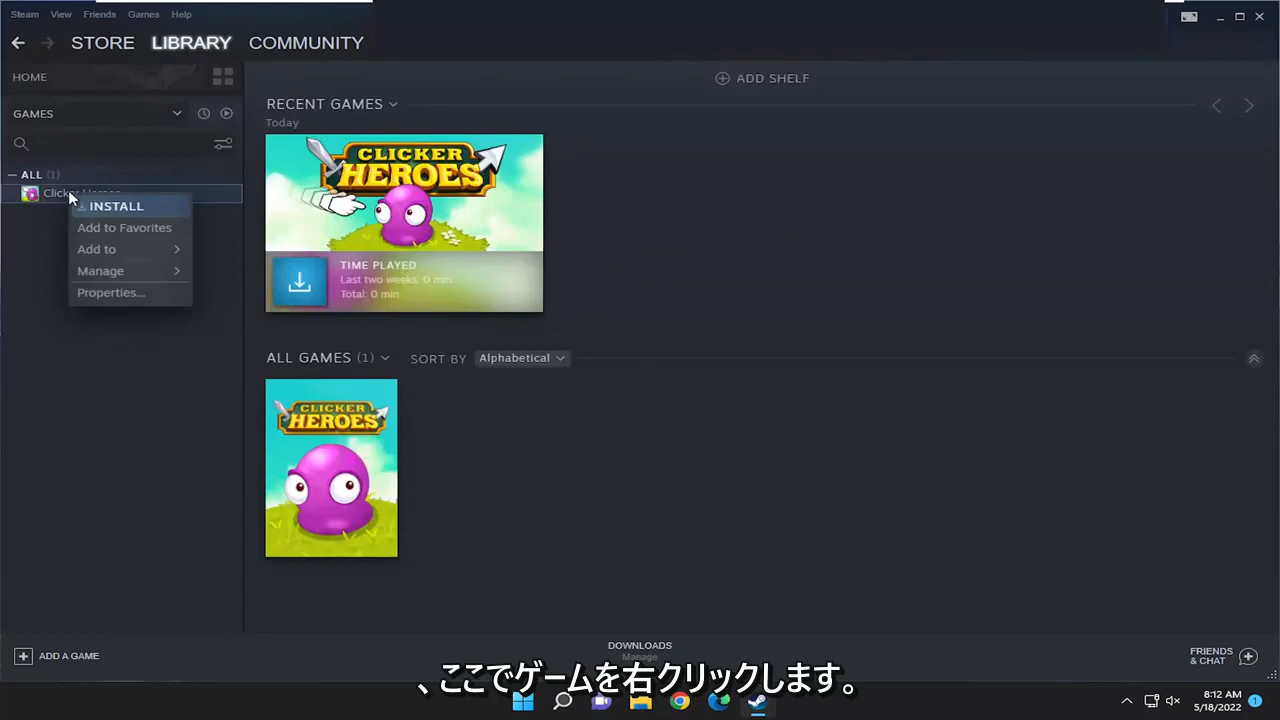 Steam View Friends Games Help
STORE LIBRARY COMMUNITY
HOME
ADD SHELF
GAMES
RECENT GAMES
Today
ALL (1)
Clicker Heroes
INSTALL
Add to Favorites
Add to
Manage
Properties...
CLICKER
HEROES
TIME PLAYED
Last two weeks: 0 min
Total: 0 min
ALL GAMES (1) SORT BY Alphabetical
CLICKER
HEROES
ADD A GAME
DOWNLOADS
Manage
FRIENDS
& CHAT
、ここでゲームを右クリックします。
8:12 AM
5/18/2022
1